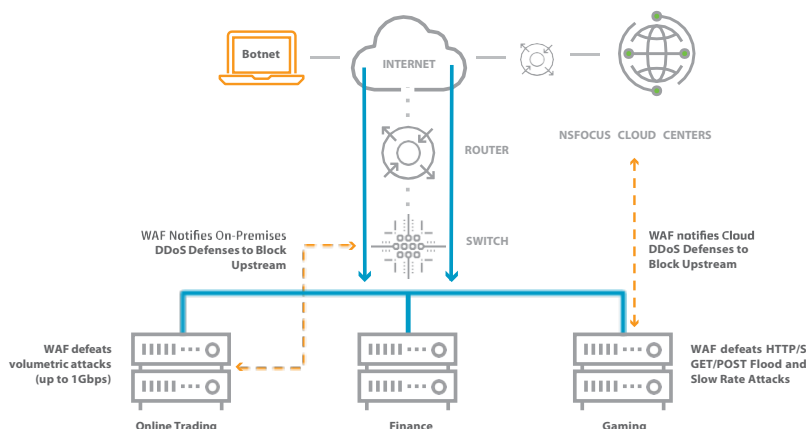 Botnet
INTERNET
ROUTER
NSFOCUS CLOUD CENTERS
WAF Notifies On-Premises
DDoS Defenses to Block
Upstream
SWITCH
WAF notifies Cloud
DDoS Defenses to
Block Upstream
WAF defeats
volumetric attacks
(up to 1Gbps)
WAF defeats HTTP/S
GET/POST Flood and
Slow Rate Attacks
Online Trading
Finance
Gaming